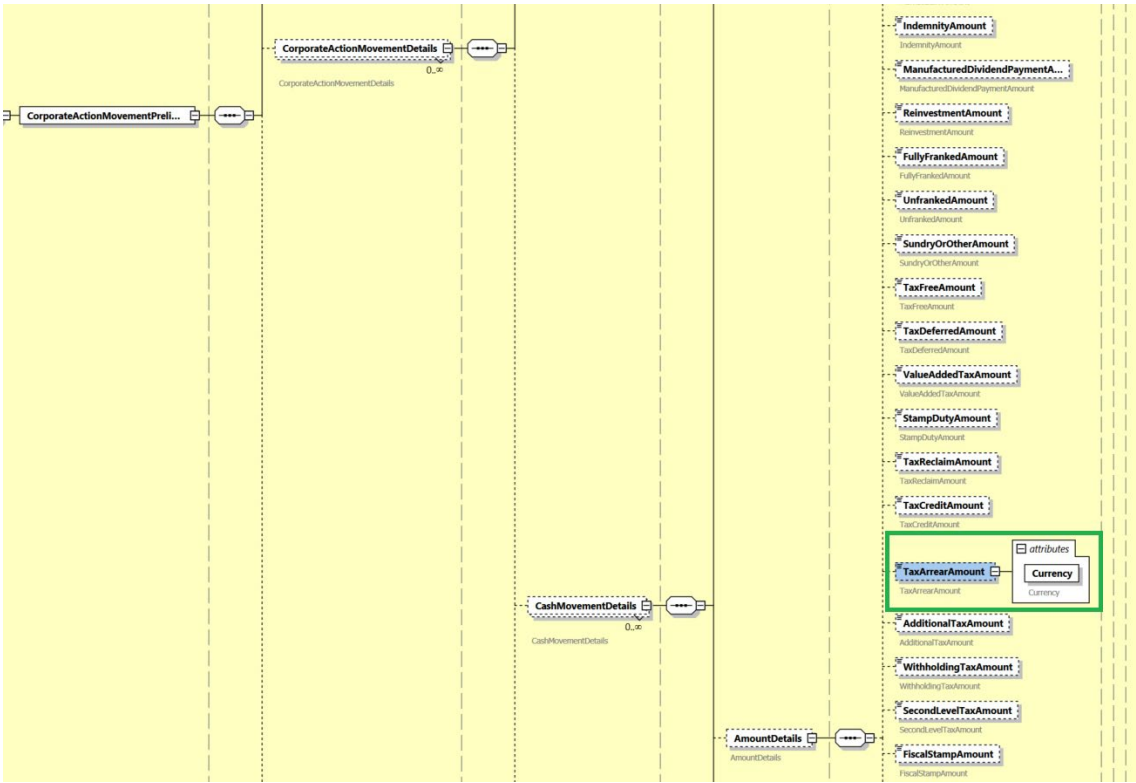 CorporateActionMovementPreli...
CorporateActionMovementDetails
0..∞
CorporateActionMovementDetails
CashMovementDetails
0..∞
CashMovementDetails
AmountDetails
AmountDetails
IndemnityAmount
IndemnityAmount
ManufacturedDividendPaymentA...
ManufacturedDividendPaymentAmount
ReinvestmentAmount
ReinvestmentAmount
FullyFrankedAmount
FullyFrankedAmount
UnfrankedAmount
UnfrankedAmount
SundryOrOtherAmount
SundryOrOtherAmount
TaxFreeAmount
TaxFreeAmount
TaxDeferredAmount
TaxDeferredAmount
ValueAddedTaxAmount
ValueAddedTaxAmount
StampDutyAmount
StampDutyAmount
TaxReclaimAmount
TaxReclaimAmount
TaxCreditAmount
TaxCreditAmount
attributes
TaxArrearAmount
Currency
TaxArrearAmount
Currency
AdditionalTaxAmount
AdditionalTaxAmount
WithholdingTaxAmount
WithholdingTaxAmount
SecondLevelTaxAmount
SecondLevelTaxAmount
FiscalStampAmount
FiscalStampAmount